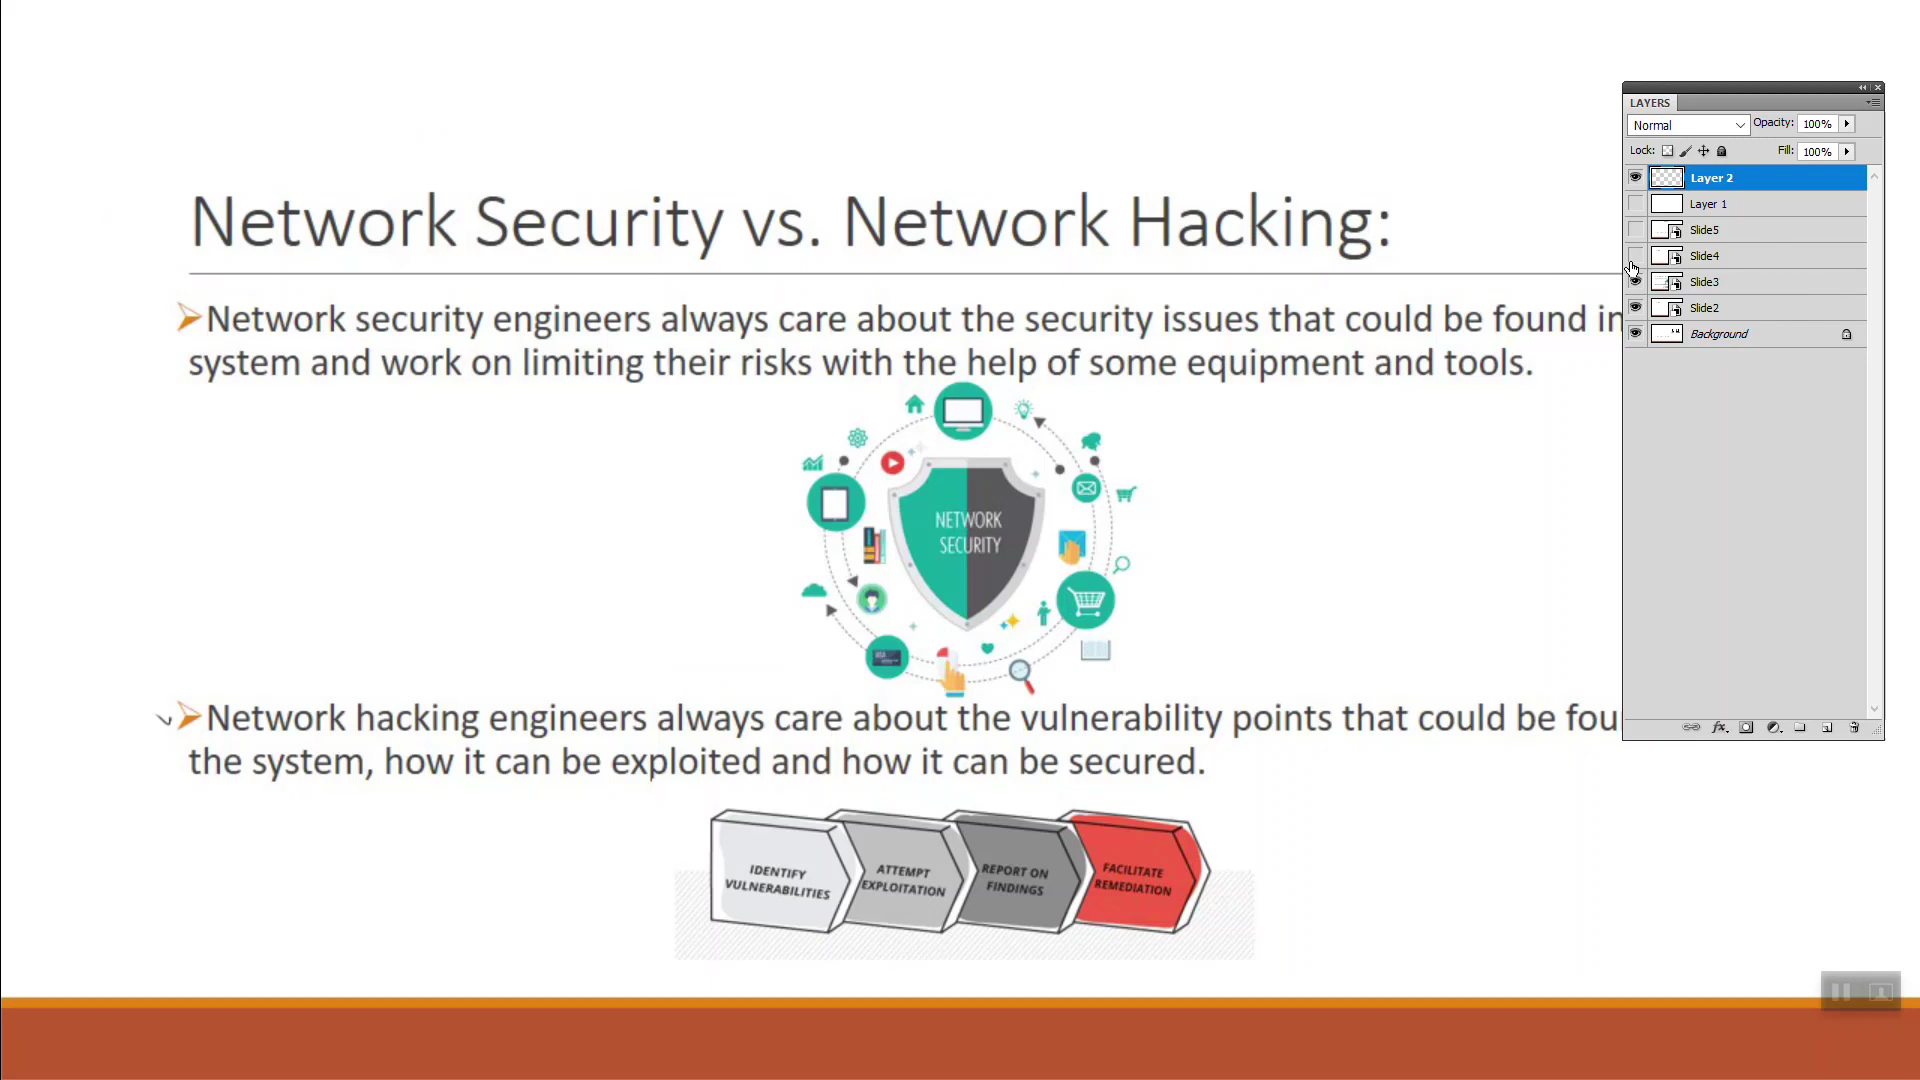 LAYERS
Normal
Opacity: 100%
Lock:
Fill: 100%
Layer 2
Layer 1
Slide5
Slide4
Slide3
Slide2
Background
Network Security vs. Network Hacking:
Network security engineers always care about the security issues that could be found in
system and work on limiting their risks with the help of some equipment and tools.
NETWORK
SECURITY
Network hacking engineers always care about the vulnerability points that could be fou
the system, how it can be exploited and how it can be secured.
IDENTIFY
VULNERABILITIES
ATTEMPT
EXPLOITATION
REPORT ON
FINDINGS
FACILITATE
REMEDIATION